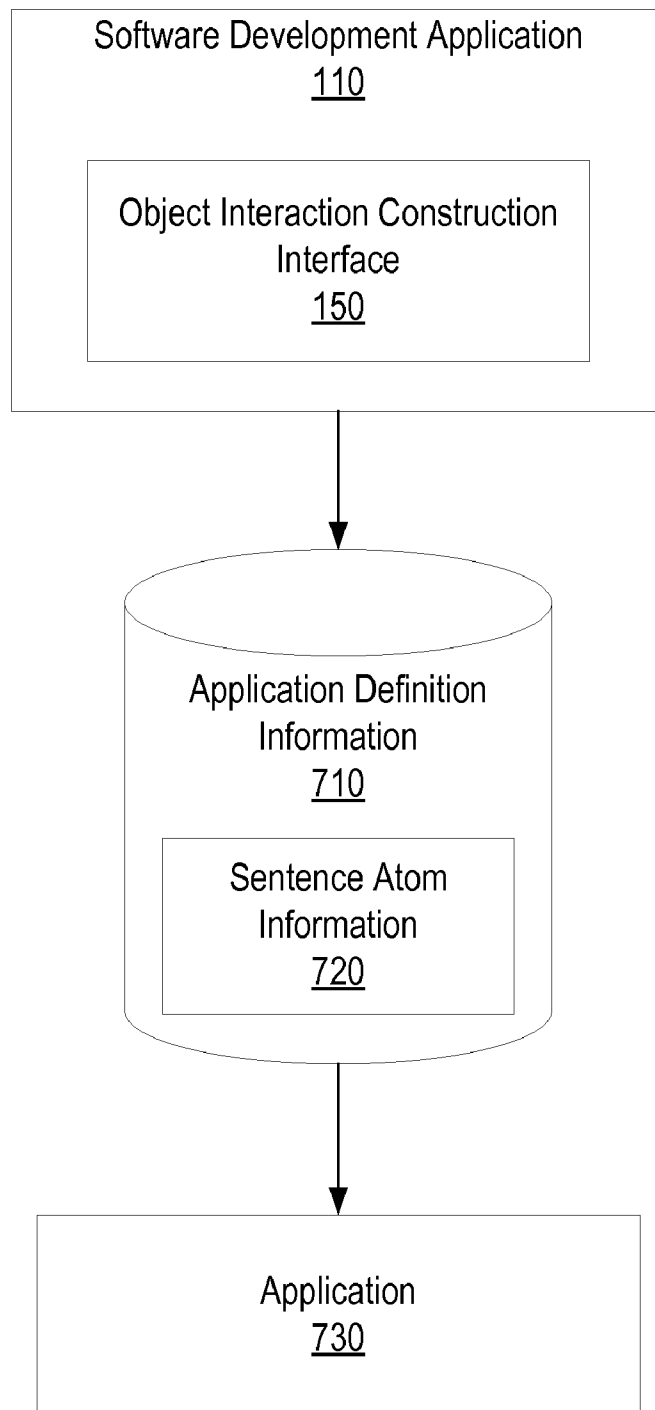 Software Development Application
110
Object Interaction Construction
Interface
150
Application Definition
Information
710
Sentence Atom
Information
720
Application
730